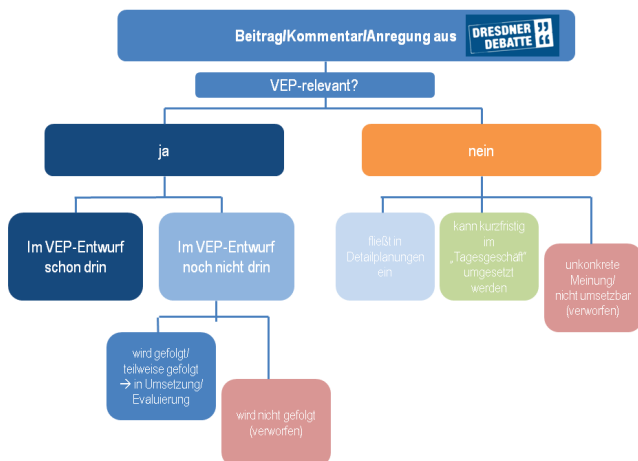 Beitrag/Kommentar/Anregung aus
DRESDNER
DEBATTE
VEP-relevant?
ja
nein
Im VEP-Entwurf
schon drin
Im VEP-Entwurf
noch nicht drin
fließt in
Detailplanungen
ein
kann kurzfristig
im
„Tagesgeschäft"
umgesetzt
werden
unkonkrete
Meinung/
nicht umsetzbar
(verworfen)
wird gefolgt/
teilweise gefolgt
→ in Umsetzung/
Evaluierung
wird nicht gefolgt
(verworfen)